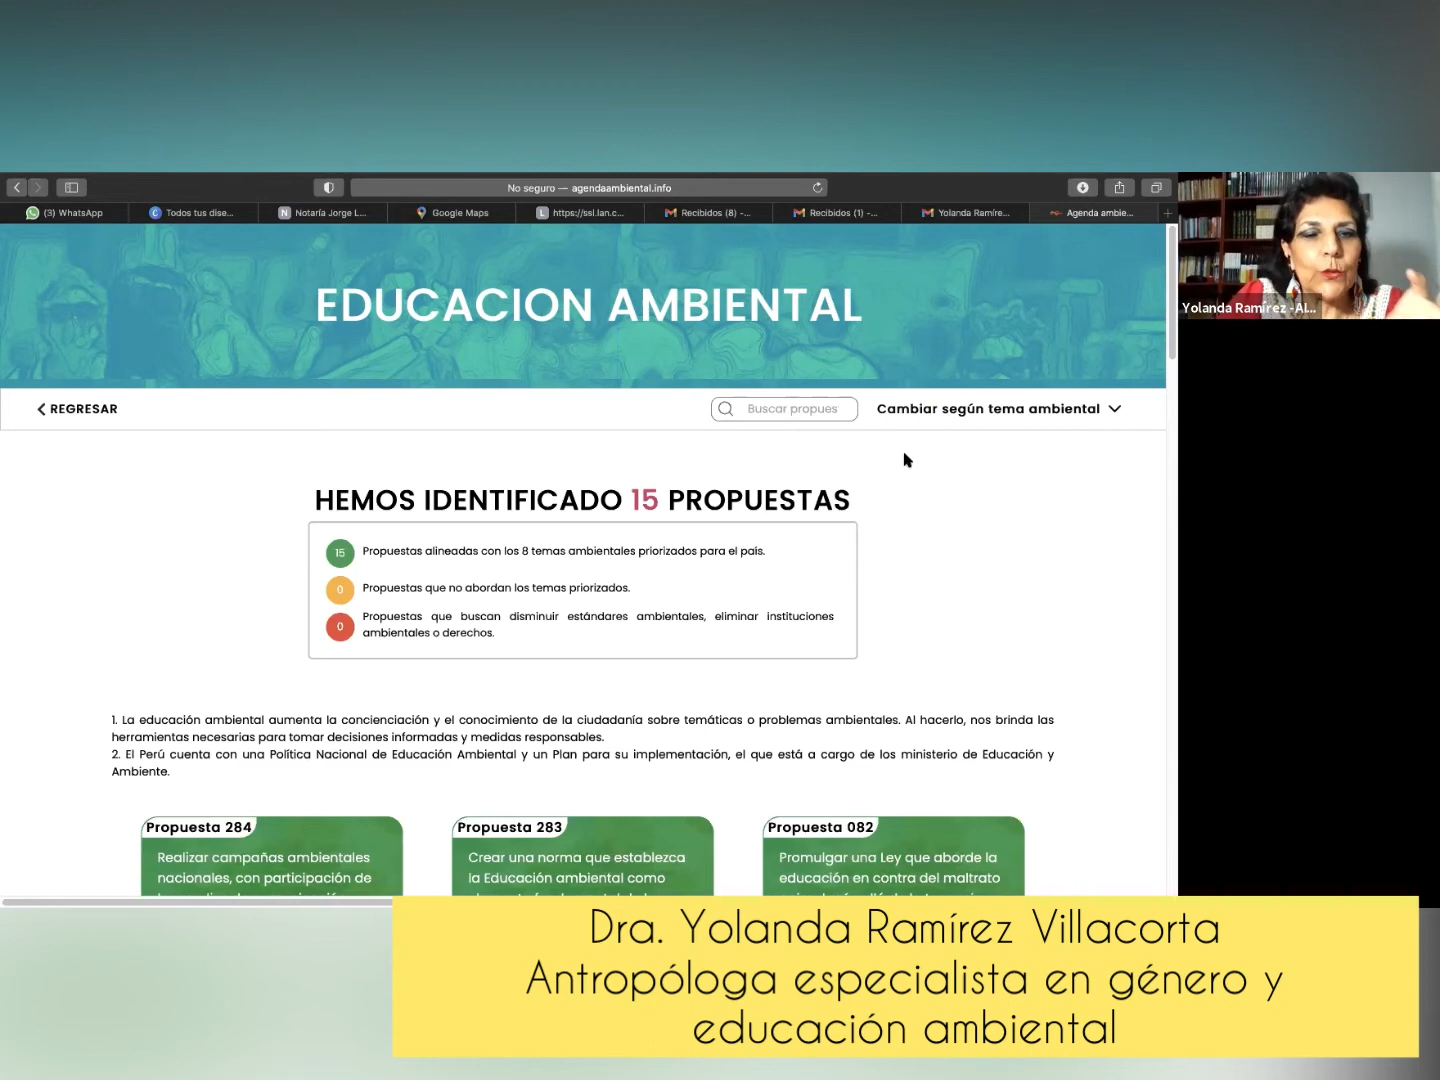 No seguro — agendaambiental.info
(3) WhatsApp
Todos tus dise...
Notaría Jorge L...
Google Maps
https://ssl.lan.c...
Recibidos (8) -...
Recibidos (1) -...
Yolanda Ramíre...
Agenda ambie...
EDUCACION AMBIENTAL
Yolanda Ramírez -Al...
REGRESAR
Buscar propues
Cambiar según tema ambiental
HEMOS IDENTIFICADO 15 PROPUESTAS
15 Propuestas alineadas con los 8 temas ambientales priorizados para el país.
0 Propuestas que no abordan los temas priorizados.
0 Propuestas que buscan disminuir estándares ambientales, eliminar instituciones
ambientales o derechos.
1. La educación ambiental aumenta la concienciación y el conocimiento de la ciudadanía sobre temáticas o problemas ambientales. Al hacerlo, nos brinda las
herramientas necesarias para tomar decisiones informadas y medidas responsables.
2. El Perú cuenta con una Política Nacional de Educación Ambiental y un Plan para su implementación, el que está a cargo de los ministerio de Educación y
Ambiente.
Propuesta 284
Realizar campañas ambientales
nacionales, con participación de
Propuesta 283
Crear una norma que establezca
la Educación ambiental como
Propuesta 082
Promulgar una Ley que aborde la
educación en contra del maltrato
Dra. Yolanda Ramírez Villacorta
Antropóloga especialista en género y
educación ambiental